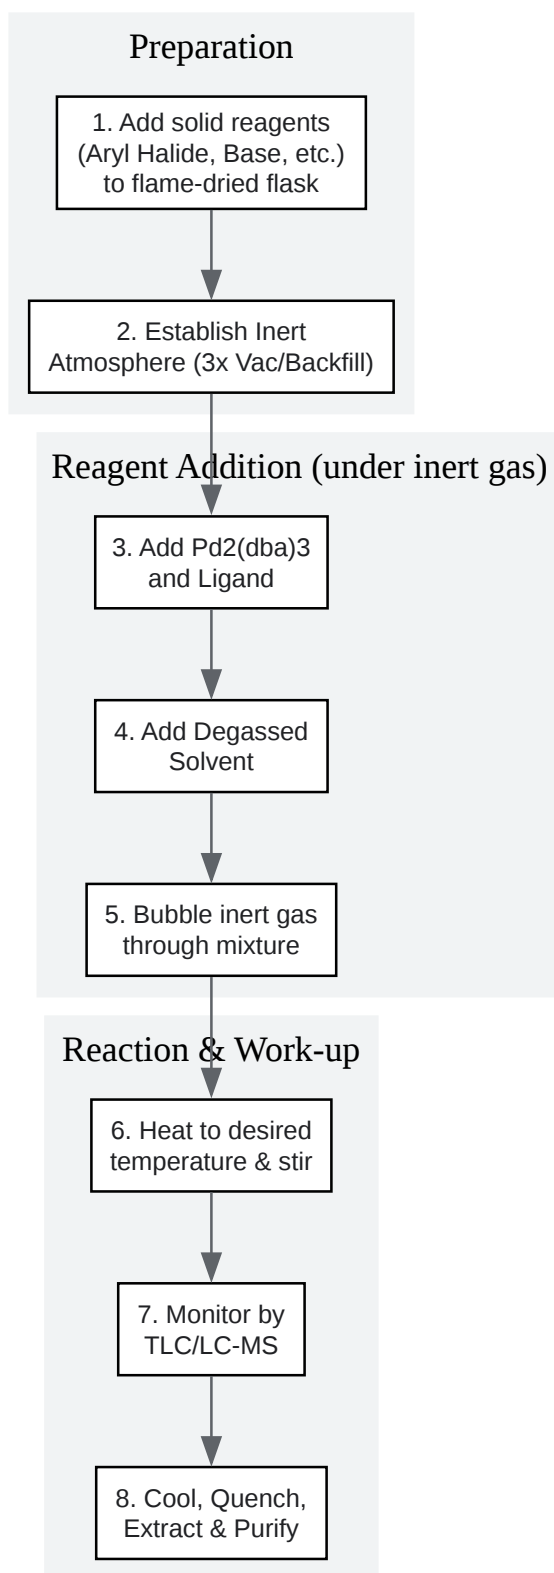 Preparation
1. Add solid reagents
(Aryl Halide, Base, etc.)
to flame-dried flask
2. Establish Inert
Atmosphere (3x Vac/Backfill)
Reagent Addition (under inert gas)
3. Add Pd2(dba)3
and Ligand
4. Add Degassed
Solvent
5. Bubble inert gas
through mixture
Reaction & Work-up
6. Heat to desired
temperature & stir
7. Monitor by
TLC/LC-MS
8. Cool, Quench,
Extract & Purify